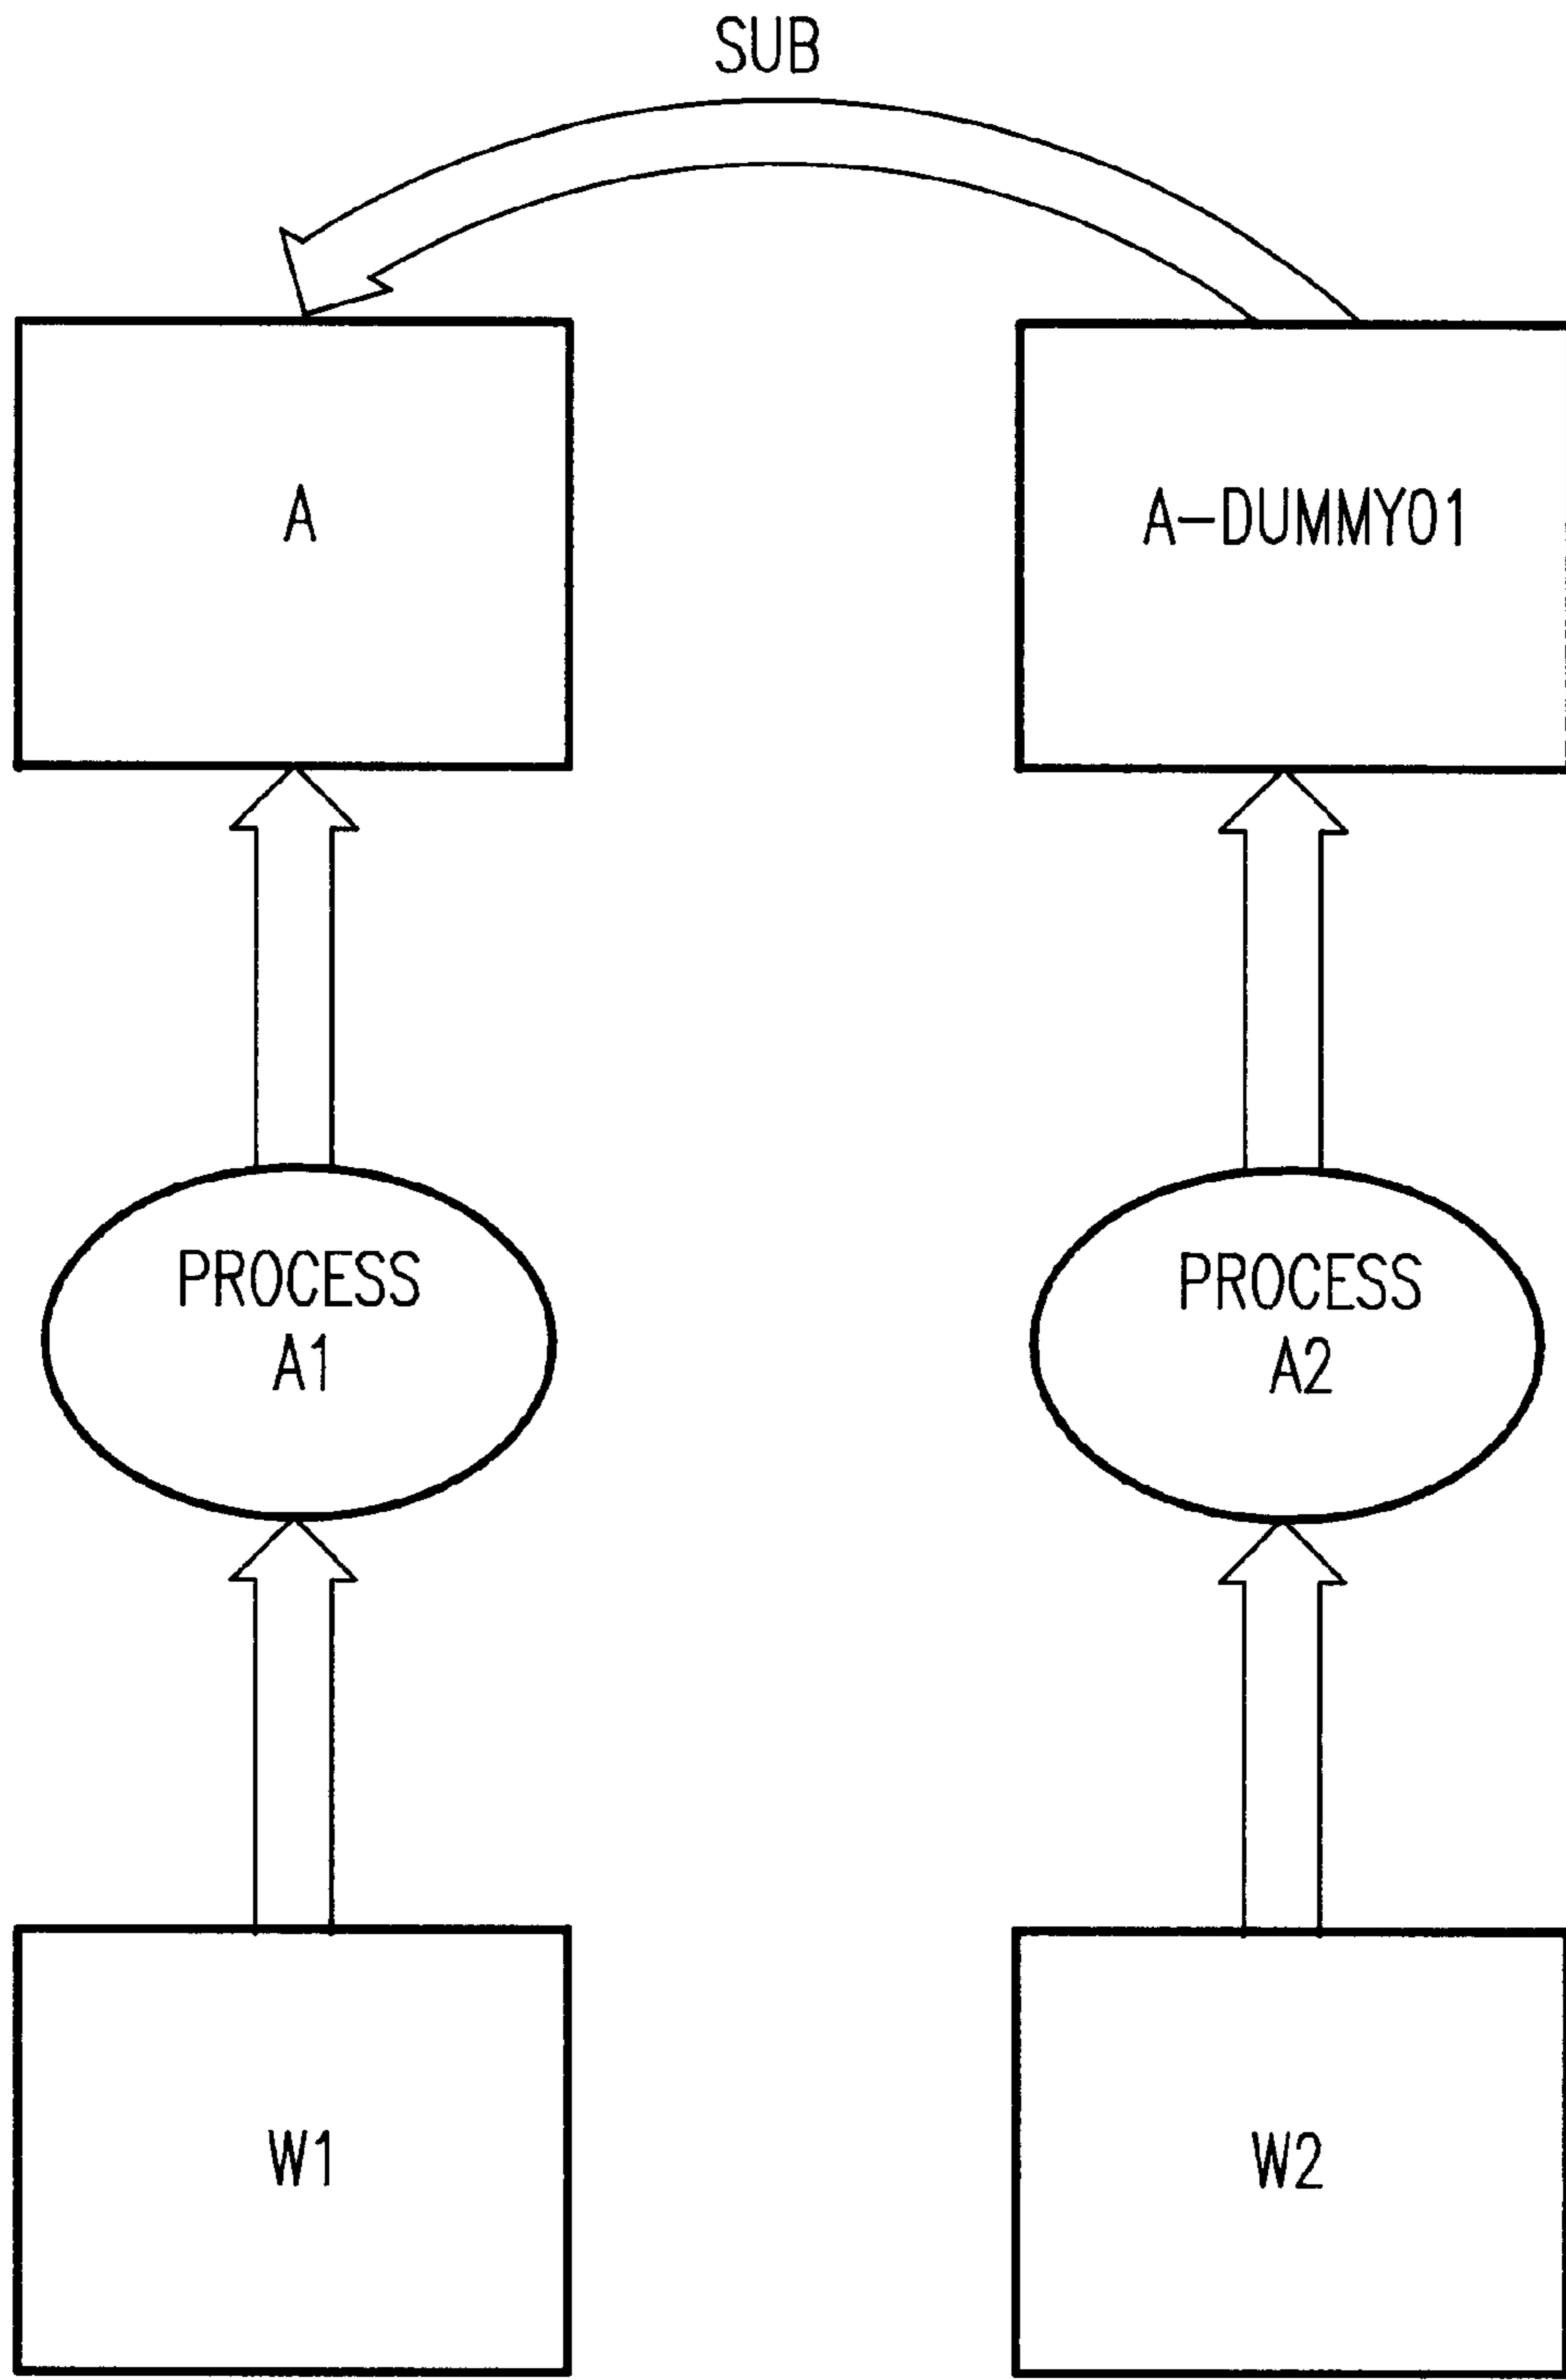 SUB
A
A-DUMMY01
PROCESS
A1
PROCESS
A2
W1
W2